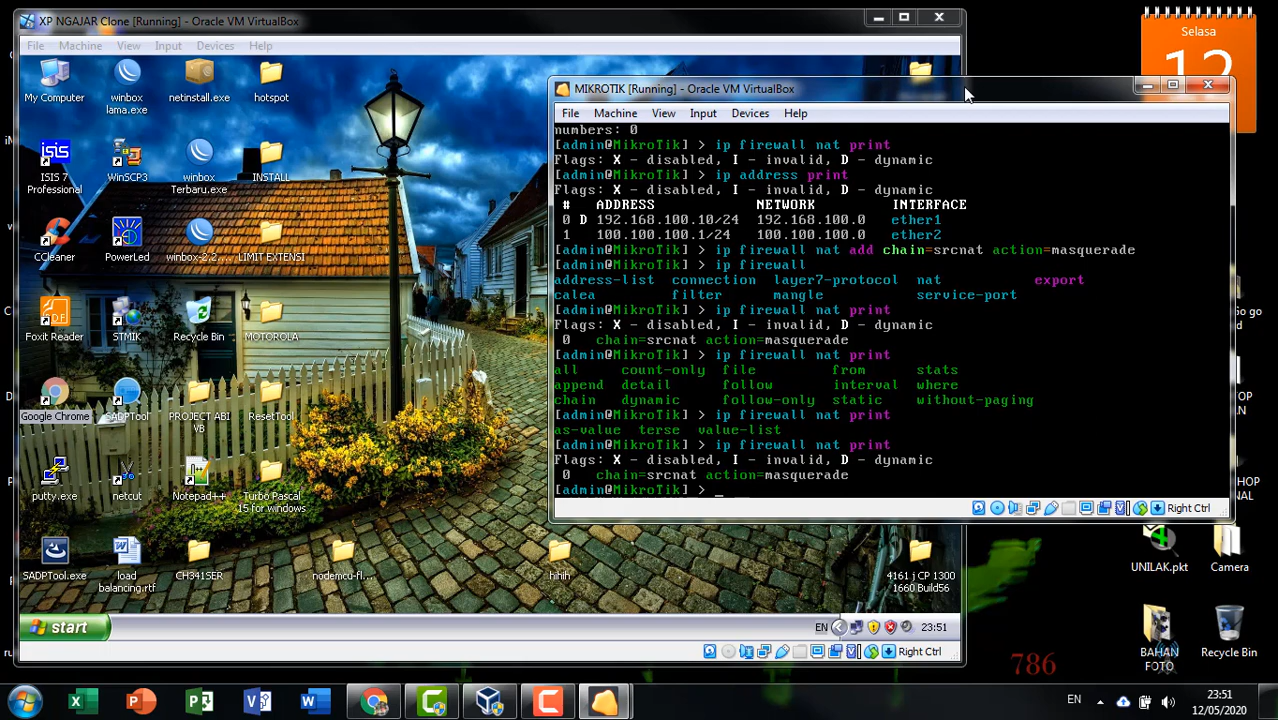 XP NGAJAR Clone [Running] - Oracle VM VirtualBox
File Machine View Input Devices Help
My Computer
winbox lama.exe
netinstall.exe
hotspot
ISIS 7 Professional
WinSCP3
winbox Terbaru.exe
INSTALL
CCleaner
PowerLed
winbox-2.2....
LIMIT EXTENSI
Foxit Reader
STMIK
Recycle Bin
MOTOROLA
Google Chrome
SADPTool
PROJECT ABI VB
ResetTool
putty.exe
netcut
Notepad++
Turbo Pascal 15 for windows
SADPTool.exe
load balancing.rtf
CH341SER
nodemcu-fl...
hihih
4161 j CP 1300 1660 Build56
start
EN
23:51
Right Ctrl
MIKROTIK [Running] - Oracle VM VirtualBox
File Machine View Input Devices Help
numbers: 0
[admin@MikroTik] > ip firewall nat print
Flags: X - disabled, I - invalid, D - dynamic
[admin@MikroTik] > ip address print
Flags: X - disabled, I - invalid, D - dynamic
# ADDRESS NETWORK INTERFACE
0 D 192.168.100.10/24 192.168.100.0 ether1
1 100.100.100.1/24 100.100.100.0 ether2
[admin@MikroTik] > ip firewall nat add chain=srcnat action=masquerade
[admin@MikroTik] > ip firewall
address-list connection layer7-protocol nat export
calea filter mangle service-port
[admin@MikroTik] > ip firewall nat print
Flags: X - disabled, I - invalid, D - dynamic
0 chain=srcnat action=masquerade
[admin@MikroTik] > ip firewall nat print
all count-only file from stats
append detail follow interval where
chain dynamic follow-only static without-paging
[admin@MikroTik] > ip firewall nat print
as-value terse value-list
[admin@MikroTik] > ip firewall nat print
Flags: X - disabled, I - invalid, D - dynamic
0 chain=srcnat action=masquerade
[admin@MikroTik] > _
Right Ctrl
Selasa
12
UNILAK.pkt
Camera
BAHAN FOTO
Recycle Bin
786
EN
23:51
12/05/2020